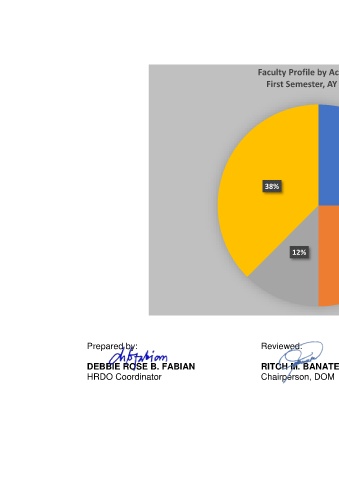 Faculty Profile by Ac
First Semester, AY
38%
12%
Prepared by:
Reviewed:
DEBBIE ROSE B. FABIAN
RITCH M. BANATE
HRDO Coordinator
Chairperson, DOM